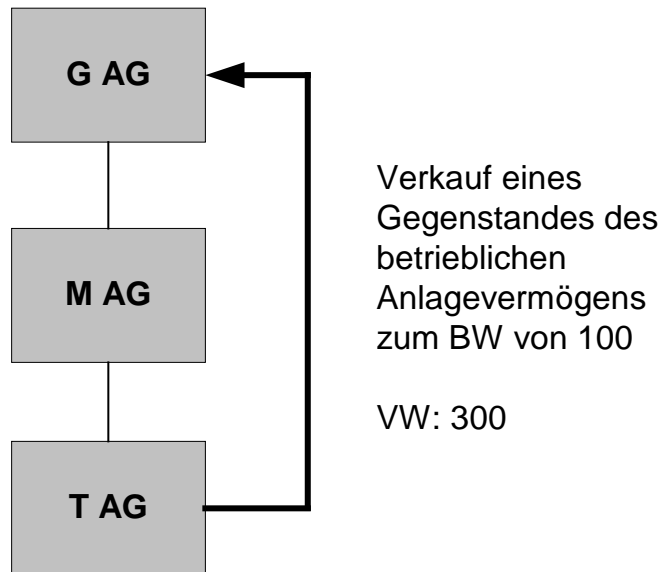 G AG
Verkauf eines
Gegenstandes des
betrieblichen
Anlagevermögens
zum BW von 100
M AG
VW: 300
T AG